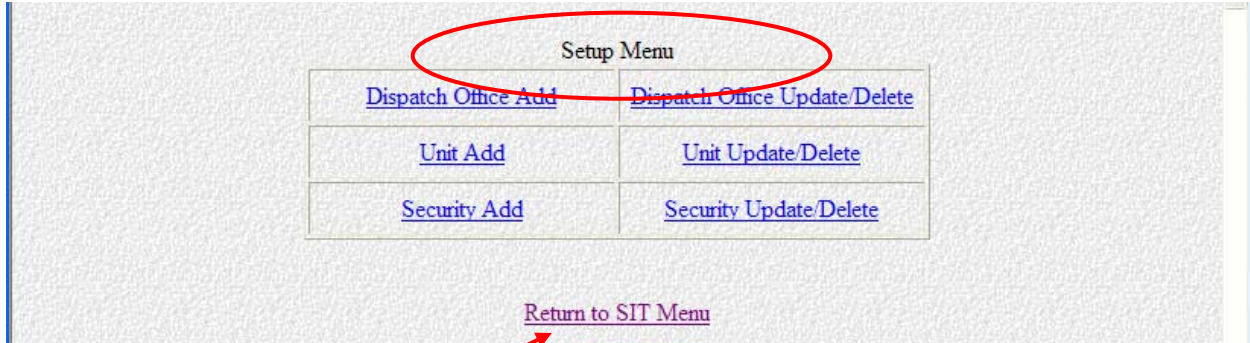 Setup Menu
Dispatch Office Add Dispatch Office Update/Delete
Unit Add Unit Update/Delete
Security Add Security Update/Delete
Return to SIT Menu